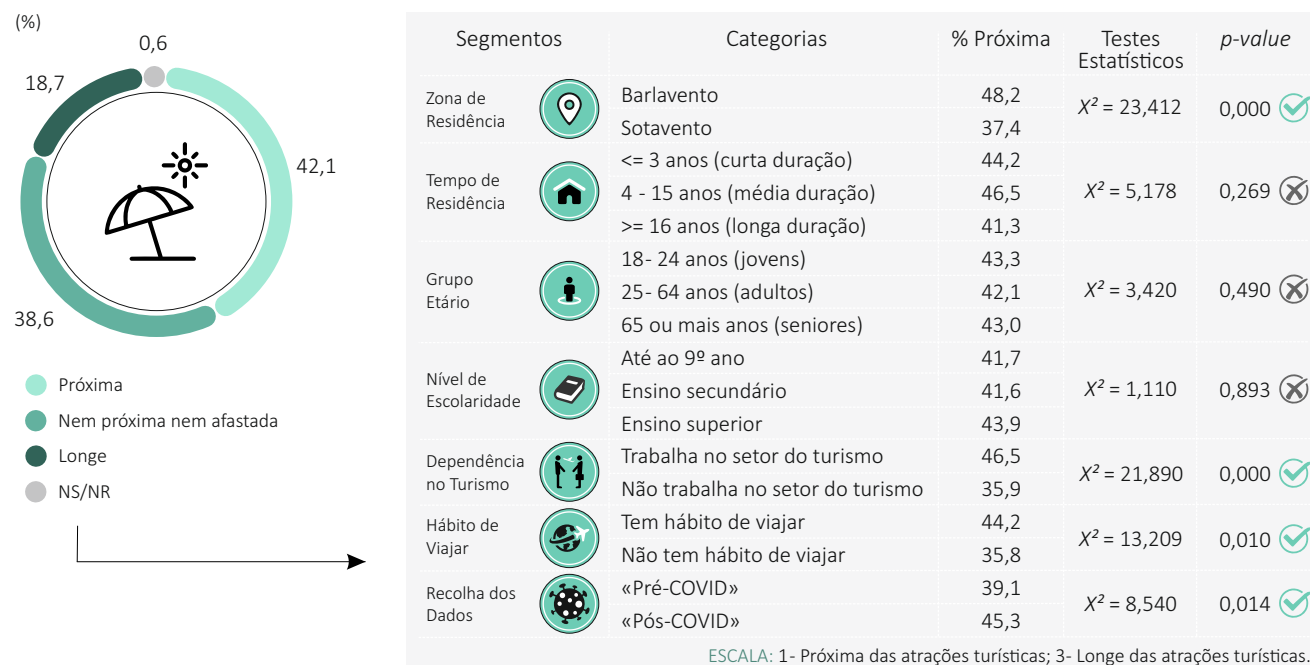 (%)
0,6
18,7
42,1
38,6
Próxima
Nem próxima nem afastada
Longe
NS/NR
Segmentos Categorias % Próxima Testes Estatísticos p-value
Zona de Residência
Barlavento 48,2
Sotavento 37,4
X² = 23,412 0,000
Tempo de Residência
<= 3 anos (curta duração) 44,2
4 - 15 anos (média duração) 46,5
>= 16 anos (longa duração) 41,3
X² = 5,178 0,269
Grupo Etário
18- 24 anos (jovens) 43,3
25- 64 anos (adultos) 42,1
65 ou mais anos (seniores) 43,0
X² = 3,420 0,490
Nível de Escolaridade
Até ao 9º ano 41,7
Ensino secundário 41,6
Ensino superior 43,9
X² = 1,110 0,893
Dependência no Turismo
Trabalha no setor do turismo 46,5
Não trabalha no setor do turismo 35,9
X² = 21,890 0,000
Hábito de Viajar
Tem hábito de viajar 44,2
Não tem hábito de viajar 35,8
X² = 13,209 0,010
Recolha dos Dados
«Pré-COVID» 39,1
«Pós-COVID» 45,3
X² = 8,540 0,014
ESCALA: 1- Próxima das atrações turísticas; 3- Longe das atrações turísticas.